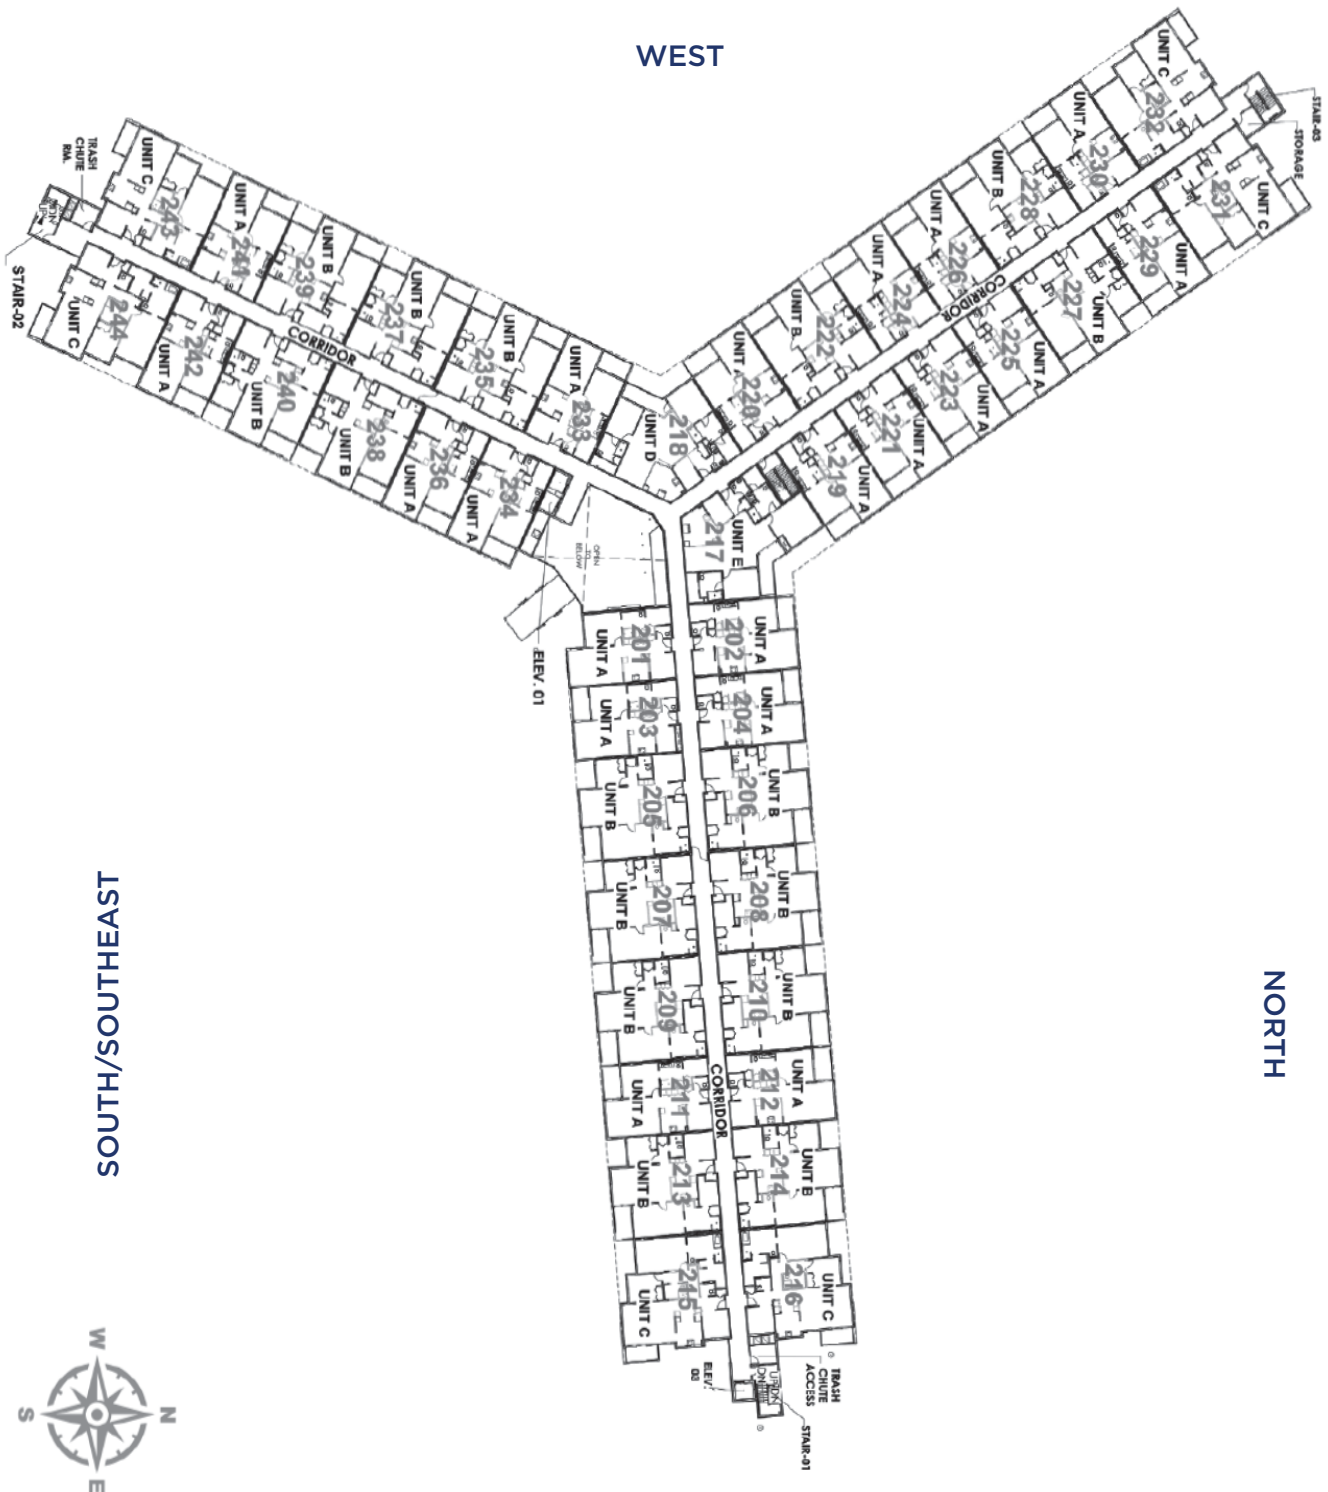 WEST
STAIR-03
STORAGE
UNIT C
232
UNIT A
230
UNIT B
228
UNIT A
226
UNIT A
224
UNIT B
222
UNIT A
220
218
UNIT D
231
UNIT C
229
UNIT A
227
UNIT B
225
UNIT A
223
UNIT A
221
UNIT A
219
UNIT A
CORRIDOR
217
UNIT E
TRASH
CHUTE
RM.
UNIT C
243
UNIT A
241
UNIT B
239
UNIT B
237
UNIT B
235
UNIT A
233
CORRIDOR
STAIR-02
244
UNIT C
242
UNIT A
240
UNIT B
238
UNIT B
236
UNIT A
234
UNIT A
OPEN
TO
BELOW
ELEV. 01
201
UNIT A
202
UNIT A
203
UNIT A
204
UNIT A
205
UNIT B
206
UNIT B
207
UNIT B
208
UNIT B
209
UNIT B
210
UNIT B
CORRIDOR
211
UNIT A
212
UNIT A
213
UNIT B
214
UNIT B
215
UNIT C
216
UNIT C
TRASH
CHUTE
ACCESS
ELEV.
STAIR-01
SOUTH/SOUTHEAST
NORTH
W
N
S
E